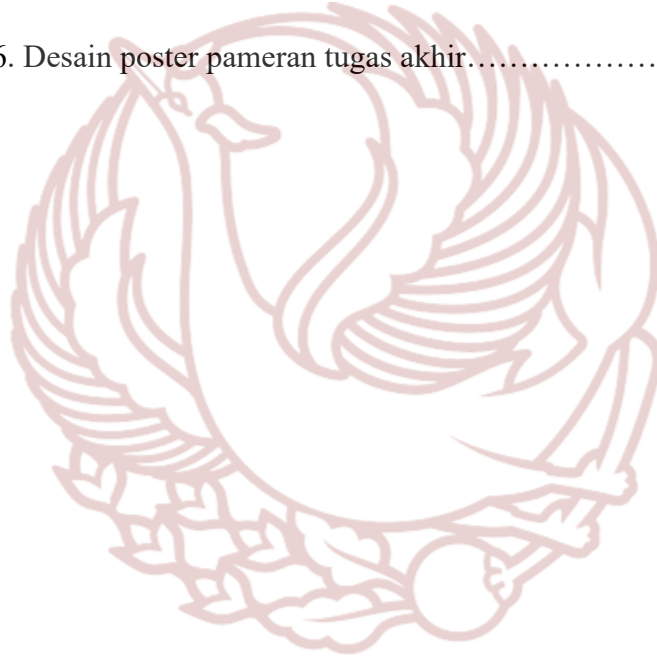 6. Desain poster pameran tugas akhir………………